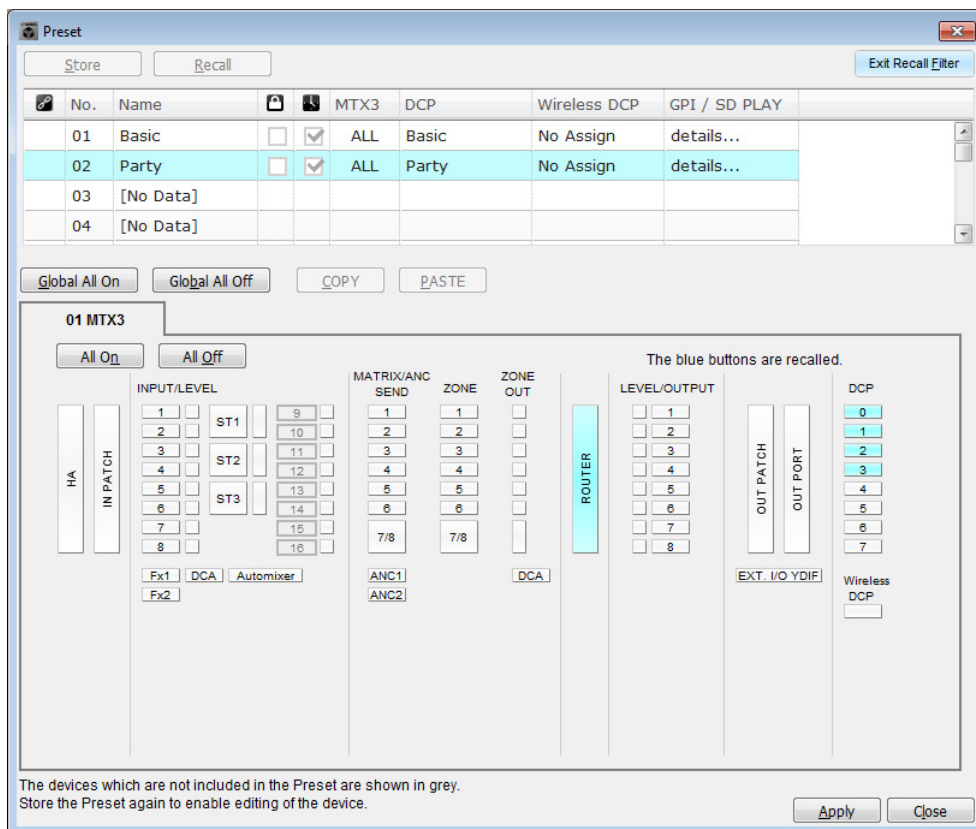 Preset
Store Recall Exit Recall Filter
No. Name MTX3 DCP Wireless DCP GPI / SD PLAY
01 Basic ALL Basic No Assign details...
02 Party ALL Party No Assign details...
03 [No Data]
04 [No Data]
Global All On Global All Off COPY PASTE
01 MTX3
All On All Off The blue buttons are recalled.
HA
IN PATCH
INPUT/LEVEL
1
2
3
4
5
6
7
8
Fx1 DCA Automixer
Fx2
ST1
ST2
ST3
9
10
11
12
13
14
15
16
MATRIX/ANC
SEND
1
2
3
4
5
6
7/8
ANC1
ANC2
ZONE
1
2
3
4
5
6
7/8
ZONE
OUT
DCA
ROUTER
LEVEL/OUTPUT
1
2
3
4
5
6
7
8
OUT PATCH
OUT PORT
EXT. I/O YDIF
DCP
0
1
2
3
4
5
6
7
Wireless
DCP
The devices which are not included in the Preset are shown in grey.
Store the Preset again to enable editing of the device.
Apply Close